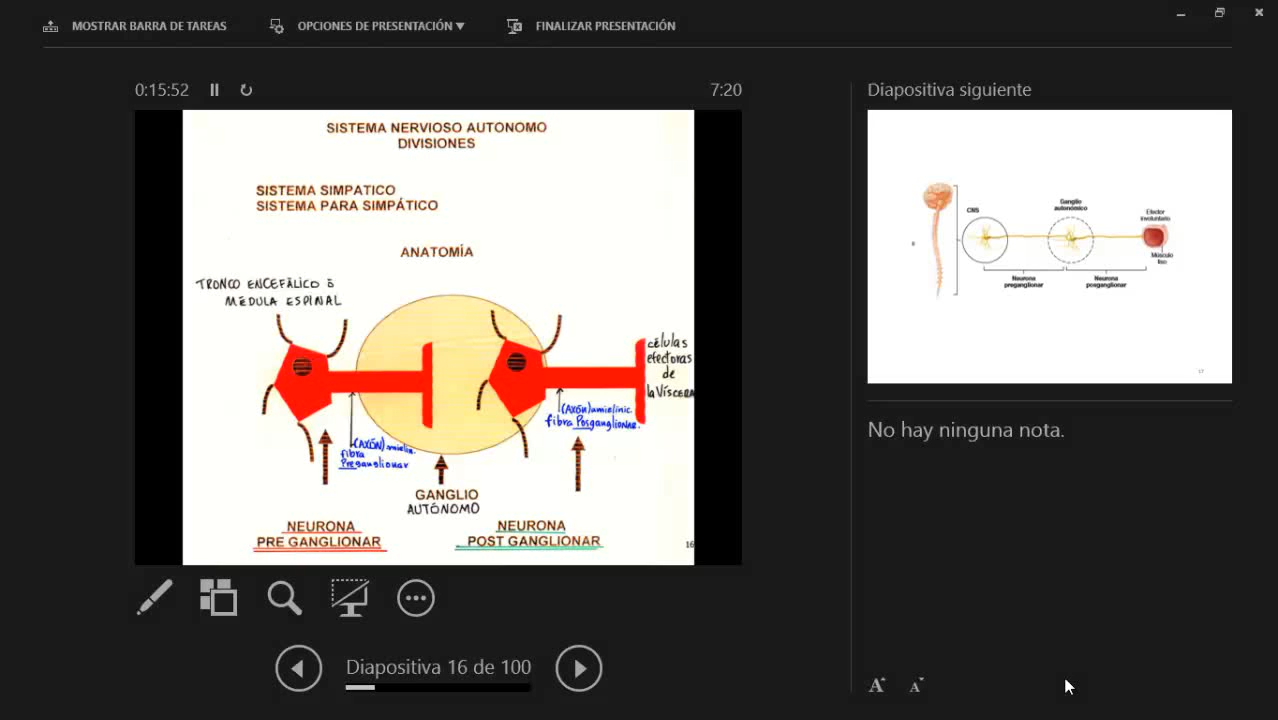 MOSTRAR BARRA DE TAREAS
OPCIONES DE PRESENTACIÓN
FINALIZAR PRESENTACIÓN
0:15:52
7:20
SISTEMA NERVIOSO AUTONOMO
DIVISIONES
SISTEMA SIMPATICO
SISTEMA PARA SIMPÁTICO
ANATOMÍA
TRONCO ENCEFÁLICO Ó
MÉDULA ESPINAL
células
efectoras
de
la VÍSCERA
(AXÓN) mielin.
fibra
Preganglionar
(AXÓN) amielinic.
fibra Posganglionar.
GANGLIO
AUTÓNOMO
NEURONA
PRE GANGLIONAR
NEURONA
POST GANGLIONAR
16
Diapositiva 16 de 100
Diapositiva siguiente
CNS
Ganglio
autonómico
Efector
involuntario
Músculo
liso
Neurona
preganglionar
Neurona
posganglionar
17
No hay ninguna nota.
A A